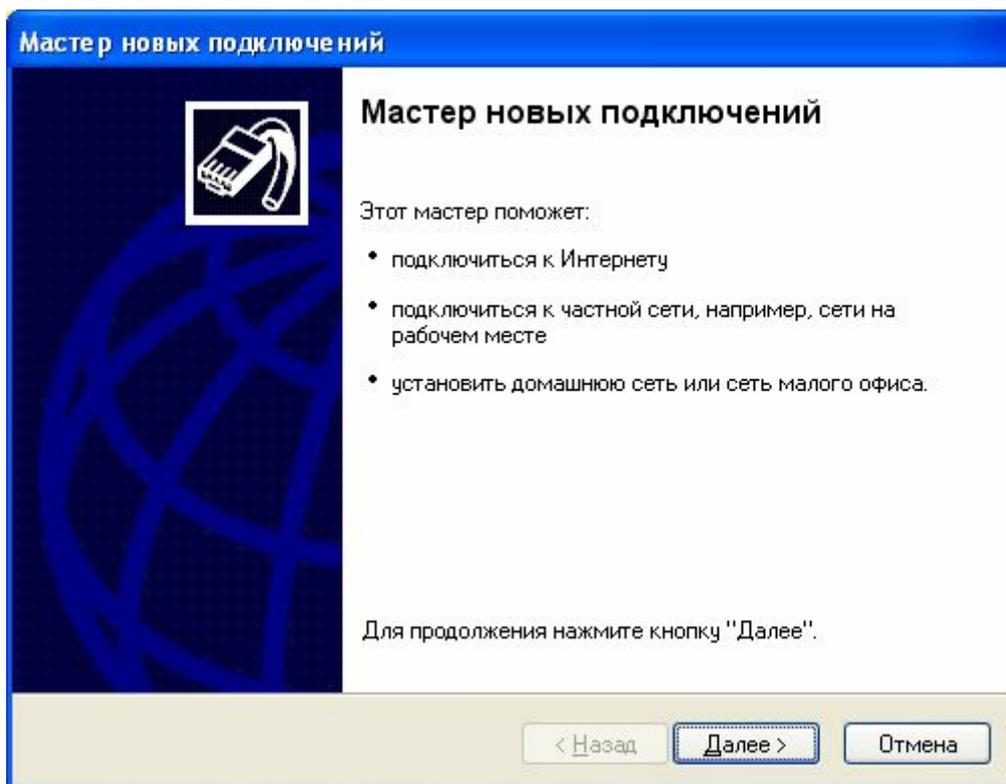 Мастер новых подключений
Мастер новых подключений
Этот мастер поможет:
• подключиться к Интернету
• подключиться к частной сети, например, сети на
рабочем месте
• установить домашнюю сеть или сеть малого офиса.
Для продолжения нажмите кнопку "Далее".
< Назад
Далее >
Отмена